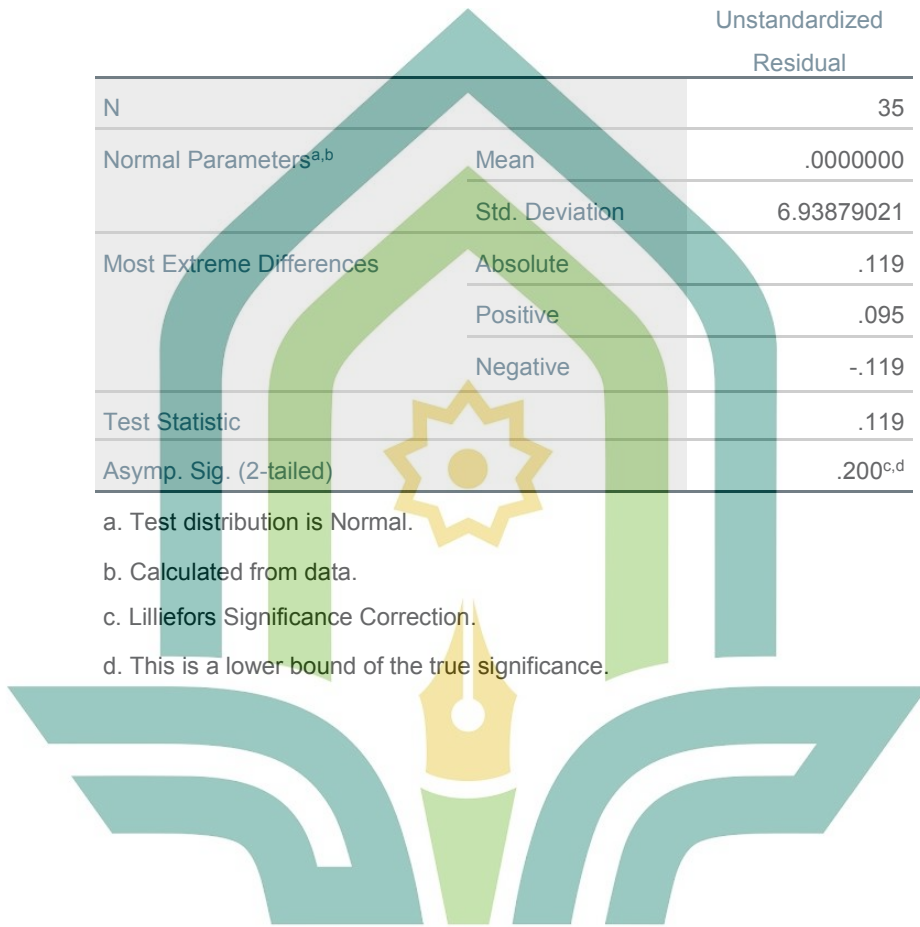 Unstandardized
Residual
N 35
Normal Parametersa,b Mean .0000000
Std. Deviation 6.93879021
Most Extreme Differences Absolute .119
Positive .095
Negative -.119
Test Statistic .119
Asymp. Sig. (2-tailed) .200c,d
a. Test distribution is Normal.
b. Calculated from data.
c. Lilliefors Significance Correction.
d. This is a lower bound of the true significance.